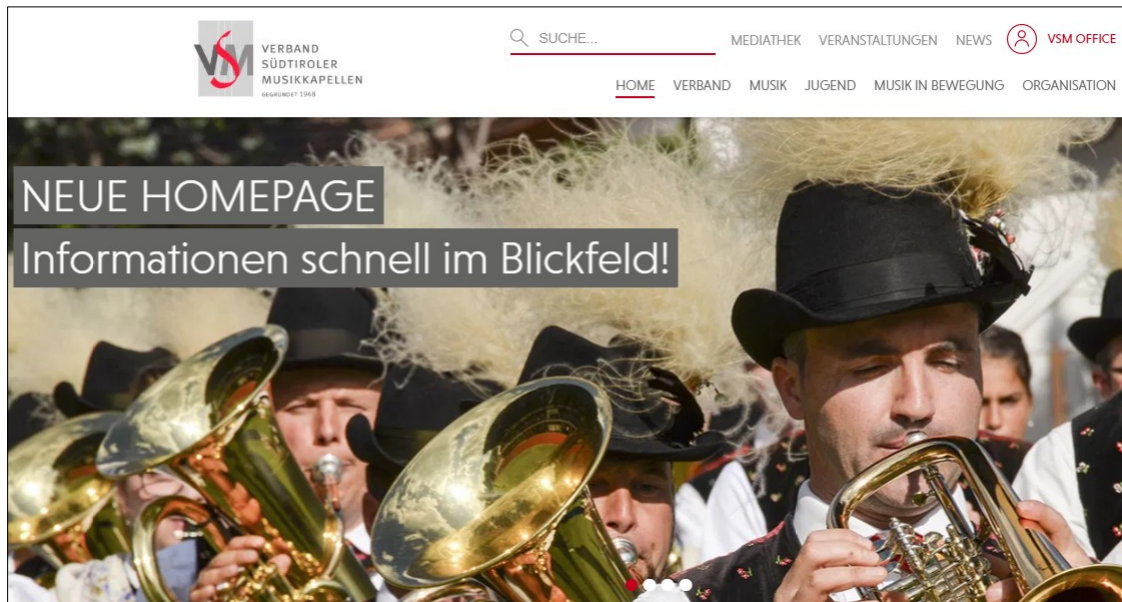 VSM
VERBAND
SÜDTIROLER
MUSIKKAPELLEN
GEGRÜNDET 1948
SUCHE...
MEDIATHEK VERANSTALTUNGEN NEWS VSM OFFICE
HOME VERBAND MUSIK JUGEND MUSIK IN BEWEGUNG ORGANISATION
NEUE HOMEPAGE
Informationen schnell im Blickfeld!